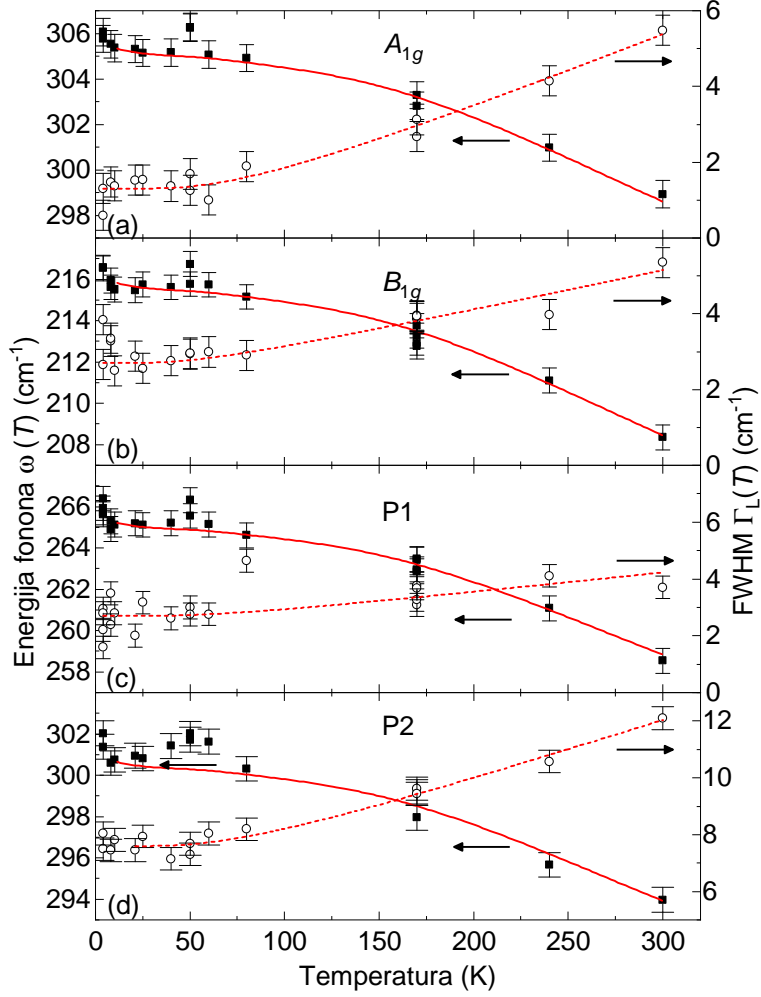 306
304
302
300
298
6
4
2
0
A1g
(a)
216
214
212
210
208
4
2
0
B1g
(b)
266
264
262
260
258
6
4
2
0
P1
(c)
302
300
298
296
294
12
10
8
6
P2
(d)
0 50 100 150 200 250 300
Temperatura (K)
Energija fonona ω (T) (cm-1)
FWHM ΓL(T) (cm-1)